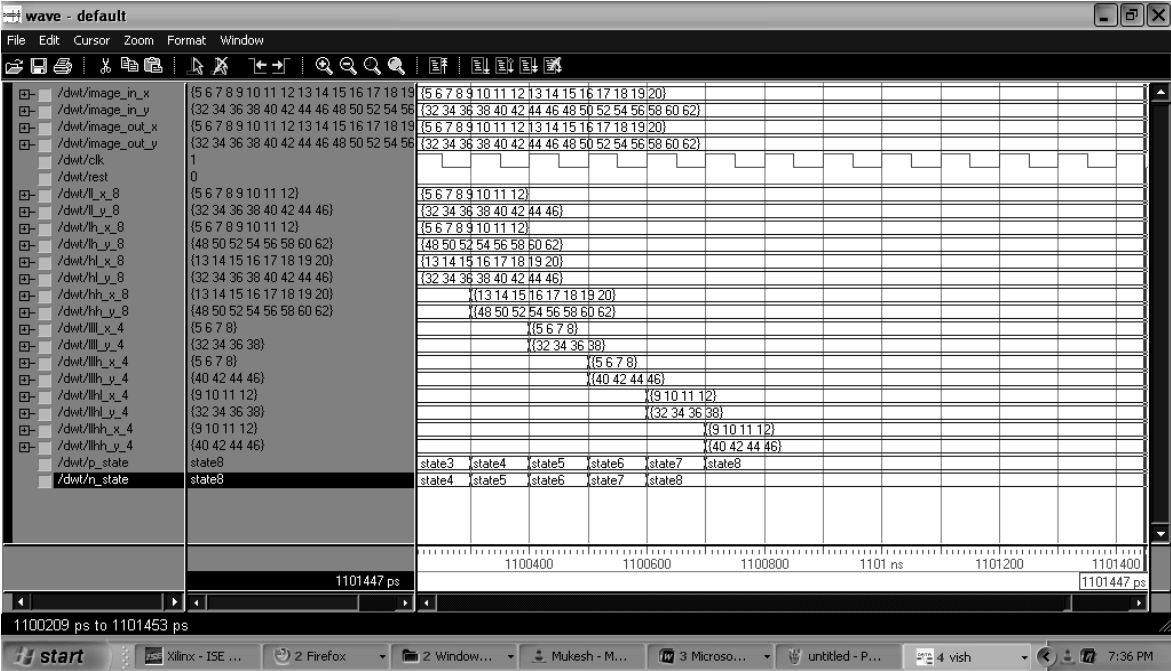 wave - default
File Edit Cursor Zoom Format Window
/dwt/image_in_x {5 6 7 8 9 10 11 12 13 14 15 16 17 18 19 {5 6 7 8 9 10 11 12 13 14 15 16 17 18 19 20}
/dwt/image_in_y {32 34 36 38 40 42 44 46 48 50 52 54 56 {32 34 36 38 40 42 44 46 48 50 52 54 56 58 60 62}
/dwt/image_out_x {5 6 7 8 9 10 11 12 13 14 15 16 17 18 19 {5 6 7 8 9 10 11 12 13 14 15 16 17 18 19 20}
/dwt/image_out_y {32 34 36 38 40 42 44 46 48 50 52 54 56 {32 34 36 38 40 42 44 46 48 50 52 54 56 58 60 62}
/dwt/clk 1
/dwt/rest 0
/dwt/ll_x_8 {5 6 7 8 9 10 11 12} {5 6 7 8 9 10 11 12}
/dwt/ll_y_8 {32 34 36 38 40 42 44 46} {32 34 36 38 40 42 44 46}
/dwt/lh_x_8 {5 6 7 8 9 10 11 12} {5 6 7 8 9 10 11 12}
/dwt/lh_y_8 {48 50 52 54 56 58 60 62} {48 50 52 54 56 58 60 62}
/dwt/hl_x_8 {13 14 15 16 17 18 19 20} {13 14 15 16 17 18 19 20}
/dwt/hl_y_8 {32 34 36 38 40 42 44 46} {32 34 36 38 40 42 44 46}
/dwt/hh_x_8 {13 14 15 16 17 18 19 20} {13 14 15 16 17 18 19 20}
/dwt/hh_y_8 {48 50 52 54 56 58 60 62} {48 50 52 54 56 58 60 62}
/dwt/llll_x_4 {5 6 7 8} {5 6 7 8}
/dwt/llll_y_4 {32 34 36 38} {32 34 36 38}
/dwt/lllh_x_4 {5 6 7 8} {5 6 7 8}
/dwt/lllh_y_4 {40 42 44 46} {40 42 44 46}
/dwt/llhl_x_4 {9 10 11 12} {9 10 11 12}
/dwt/llhl_y_4 {32 34 36 38} {32 34 36 38}
/dwt/llhh_x_4 {9 10 11 12} {9 10 11 12}
/dwt/llhh_y_4 {40 42 44 46} {40 42 44 46}
/dwt/p_state state8 state3 state4 state5 state6 state7 state8
/dwt/n_state state8 state4 state5 state6 state7 state8
1100400 1100600 1100800 1101 ns 1101200 1101400
1101447 ps 1101447 ps
1100209 ps to 1101453 ps
start Xilinx - ISE ... 2 Firefox 2 Window... Mukesh - M... 3 Microso... untitled - P... 4 vish 7:36 PM